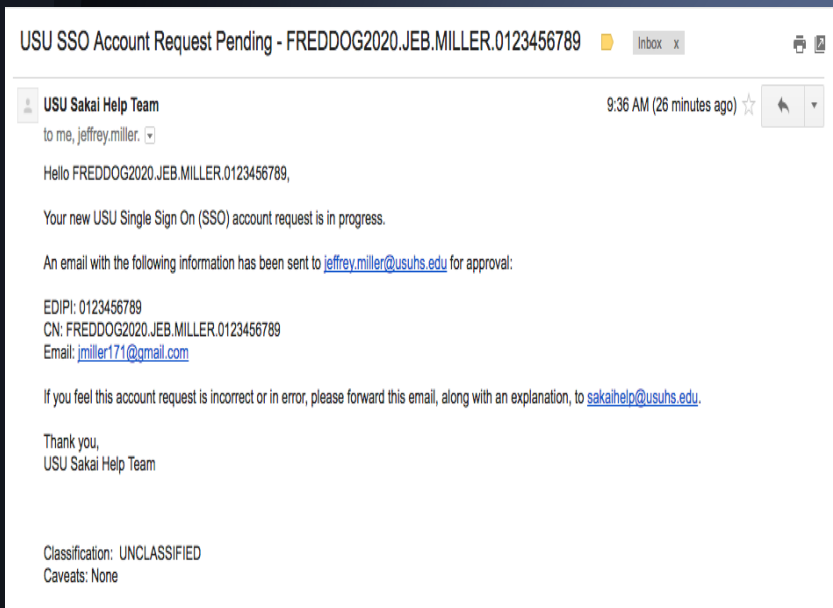 USU SSO Account Request Pending - FREDDOG2020.JEB.MILLER.0123456789 Inbox x
USU Sakai Help Team 9:36 AM (26 minutes ago)
to me, jeffrey.miller.
Hello FREDDOG2020.JEB.MILLER.0123456789,
Your new USU Single Sign On (SSO) account request is in progress.
An email with the following information has been sent to jeffrey.miller@usuhs.edu for approval:
EDIPI: 0123456789
CN: FREDDOG2020.JEB.MILLER.0123456789
Email: jmiller171@gmail.com
If you feel this account request is incorrect or in error, please forward this email, along with an explanation, to sakaihelp@usuhs.edu.
Thank you,
USU Sakai Help Team
Classification: UNCLASSIFIED
Caveats: None